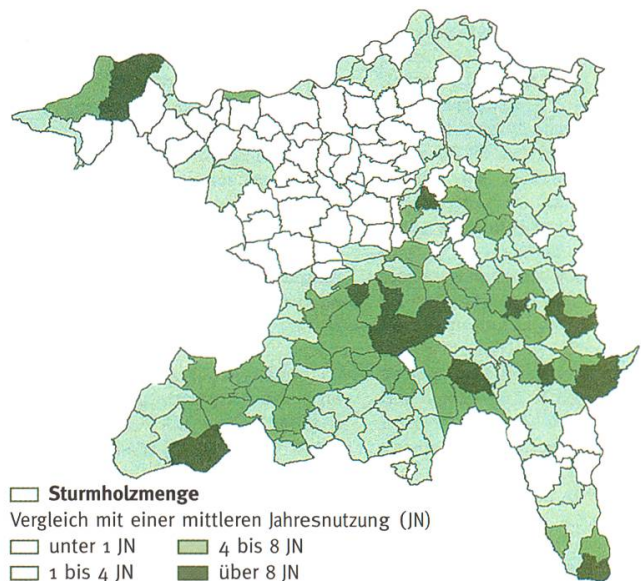 Sturmholzmenge
Vergleich mit einer mittleren Jahresnutzung (JN)
unter 1 JN
4 bis 8 JN
1 bis 4 JN
über 8 JN